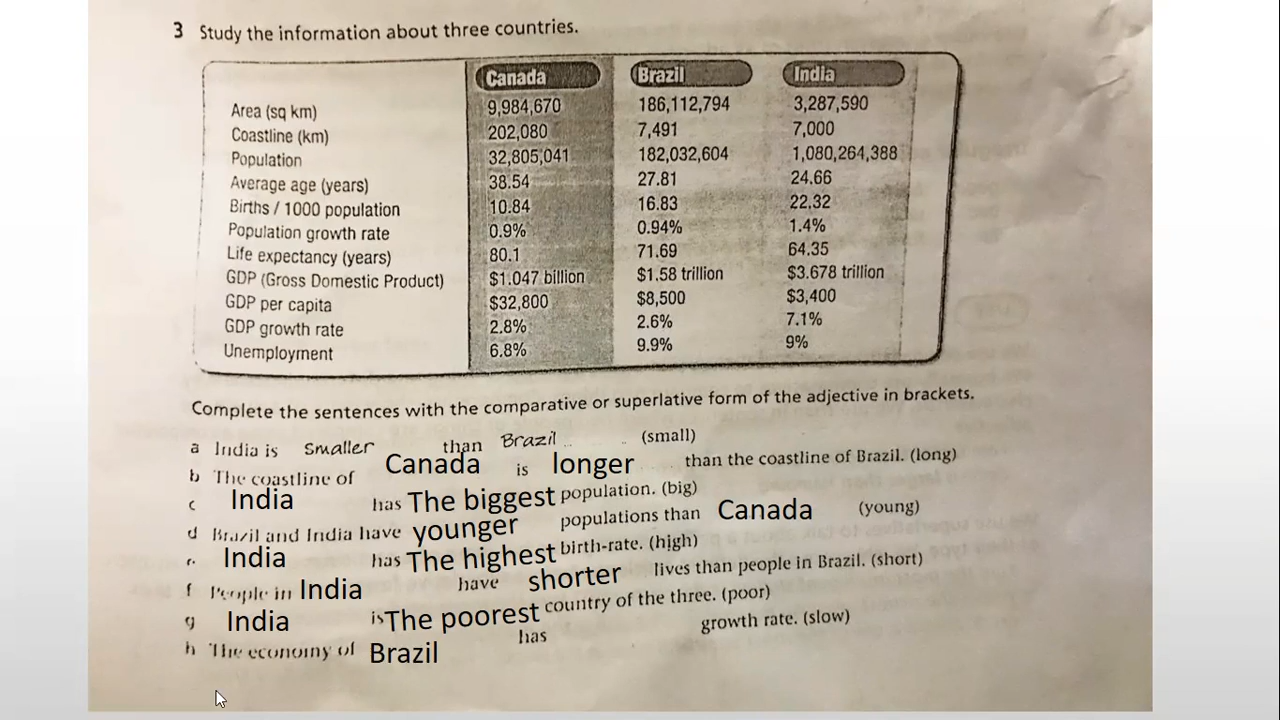 3 Study the information about three countries.
Canada Brazil India
Area (sq km) 9,984,670 186,112,794 3,287,590
Coastline (km) 202,080 7,491 7,000
Population 32,805,041 182,032,604 1,080,264,388
Average age (years) 38.54 27.81 24.66
Births / 1000 population 10.84 16.83 22.32
Population growth rate 0.9% 0.94% 1.4%
Life expectancy (years) 80.1 71.69 64.35
GDP (Gross Domestic Product) $1.047 billion $1.58 trillion $3.678 trillion
GDP per capita $32,800 $8,500 $3,400
GDP growth rate 2.8% 2.6% 7.1%
Unemployment 6.8% 9.9% 9%
Complete the sentences with the comparative or superlative form of the adjective in brackets.
a India is smaller than Brazil (small)
b The coastline of Canada is longer than the coastline of Brazil. (long)
c India has The biggest population. (big)
d Brazil and India have younger populations than Canada (young)
e India has The highest birth-rate. (high)
f People in India have shorter lives than people in Brazil. (short)
g India is The poorest country of the three. (poor)
h The economy of Brazil has growth rate. (slow)